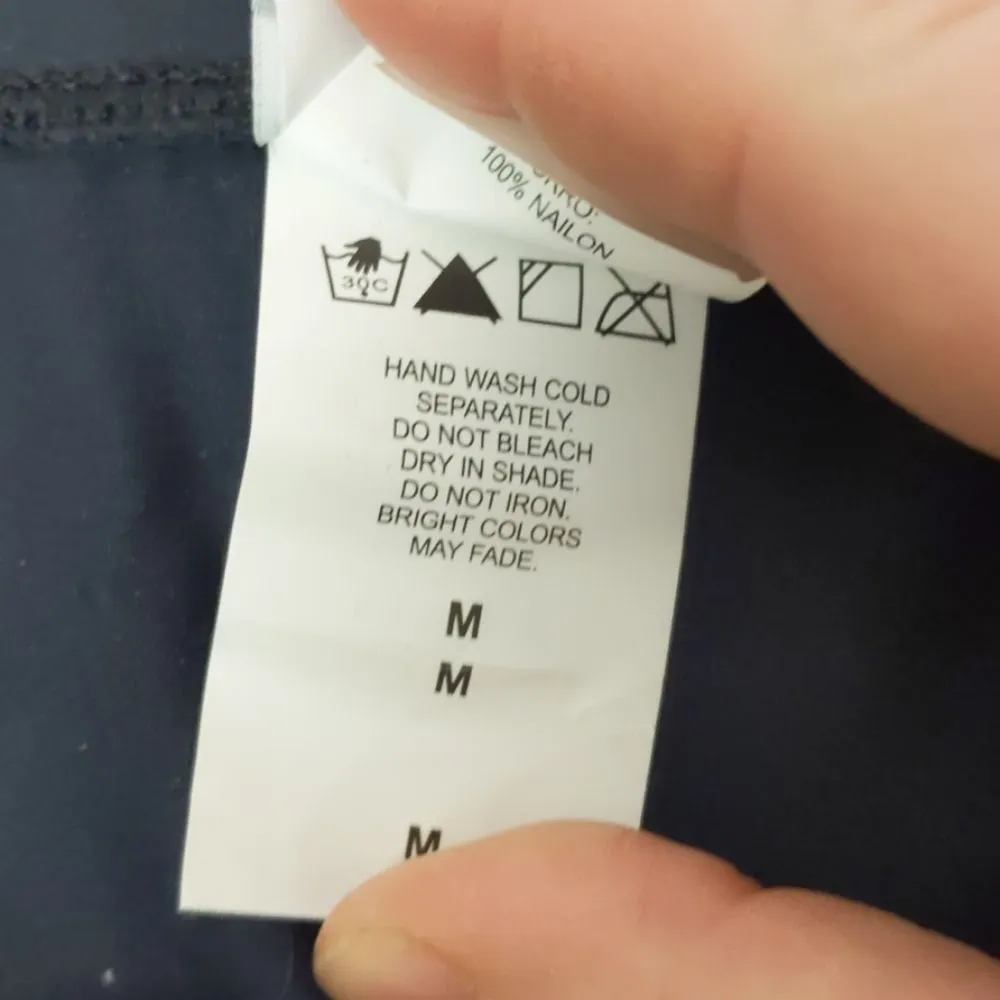 100% NAILON
30C
HAND WASH COLD
SEPARATELY.
DO NOT BLEACH
DRY IN SHADE.
DO NOT IRON.
BRIGHT COLORS
MAY FADE.
M
M
M